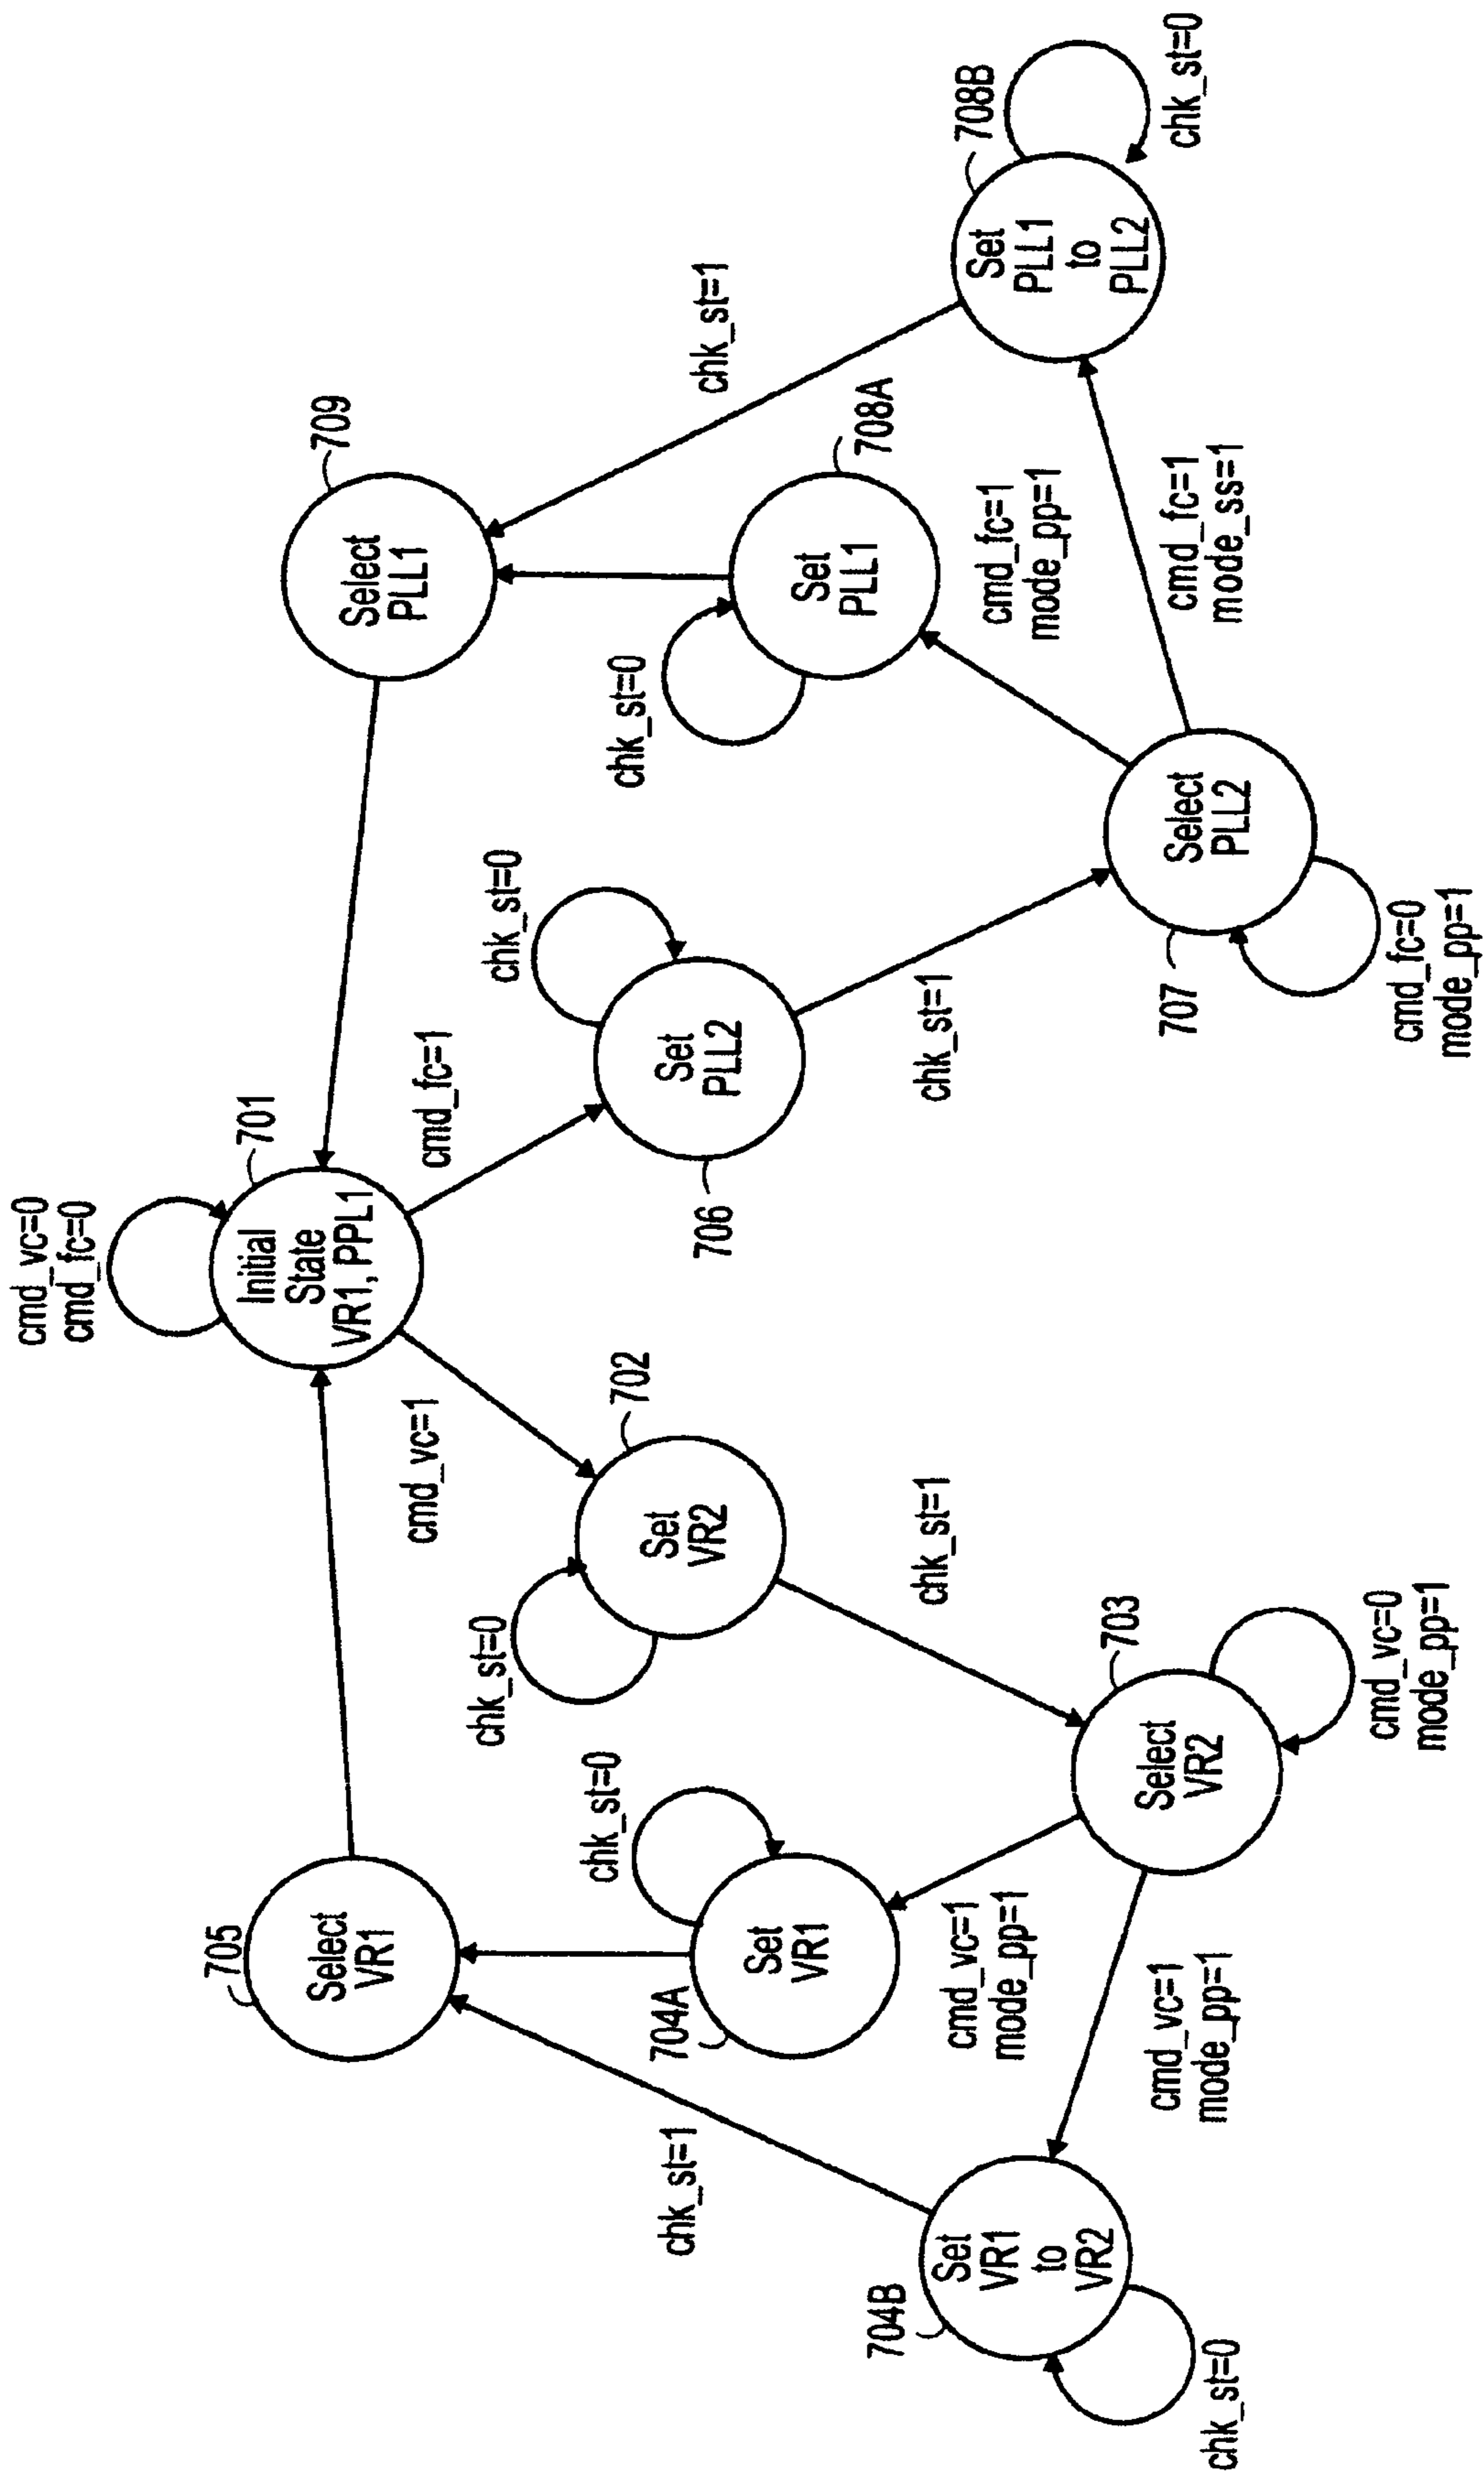 cmd_vc=0
cmd_fc=0
701
Initial
State
VR1, PPL1
705
Select
VR1
709
Select
PLL1
cmd_vc=1
cmd_fc=1
chk_st=1
chk_st=0
702
Set
VR2
chk_st=0
chk_st=0
706
Set
PLL2
chk_st=0
704A
Set
VR1
708A
Set
PLL1
chk_st=1
chk_st=1
chk_st=1
704B
Set
VR1
to
VR2
chk_st=0
cmd_vc=1
mode_pp=1
cmd_vc=1
mode_pp=1
703
Select
VR2
cmd_vc=0
mode_pp=1
707
Select
PLL2
cmd_fc=0
mode_pp=1
cmd_fc=1
mode_pp=1
cmd_fc=1
mode_ss=1
708B
Set
PLL1
to
PLL2
chk_st=0